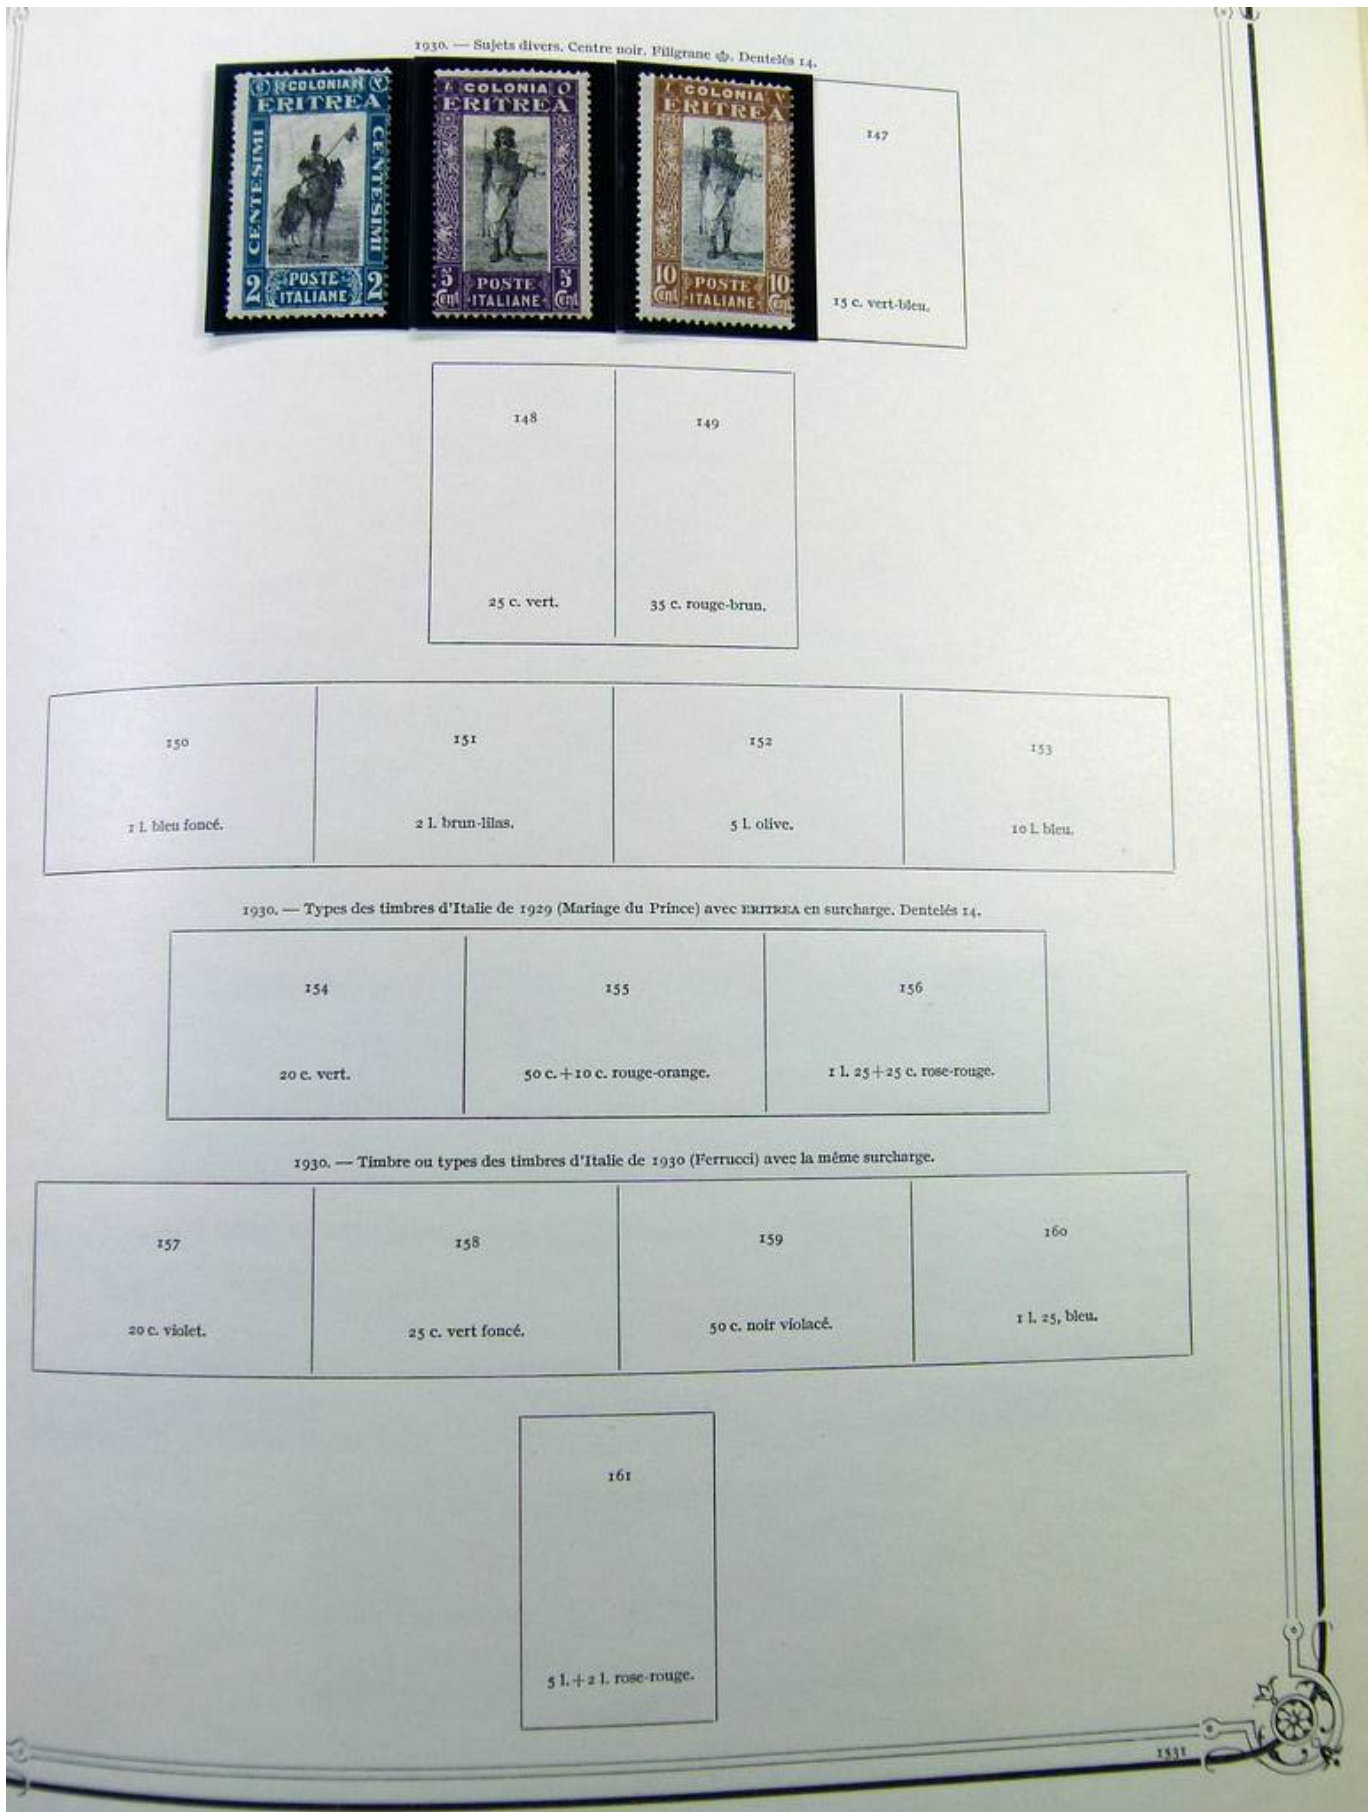 1930. — Sujets divers. Centre noir. Filigrane. Dentelés 14.
COLONIA
ERITREA
CENTESIMI
CENTESIMI
2 POSTE ITALIANE 2
COLONIA
ERITREA
5 Cent POSTE ITALIANE 5 Cent
COLONIA
ERITREA
10 Cent POSTE ITALIANE 10 Cent
147
15 c. vert-bleu.
148
149
25 c. vert.
35 c. rouge-brun.
150
151
152
153
1 l. bleu foncé.
2 l. brun-lilas.
5 l. olive.
10 l. bleu.
1930. — Types des timbres d'Italie de 1929 (Mariage du Prince) avec ERITREA en surcharge. Dentelés 14.
154
155
156
20 c. vert.
50 c.+10 c. rouge-orange.
1 l. 25+25 c. rose-rouge.
1930. — Timbre ou types des timbres d'Italie de 1930 (Ferrucci) avec la même surcharge.
157
158
159
160
20 c. violet.
25 c. vert foncé.
50 c. noir violacé.
1 l. 25, bleu.
161
5 l.+2 l. rose-rouge.
1531